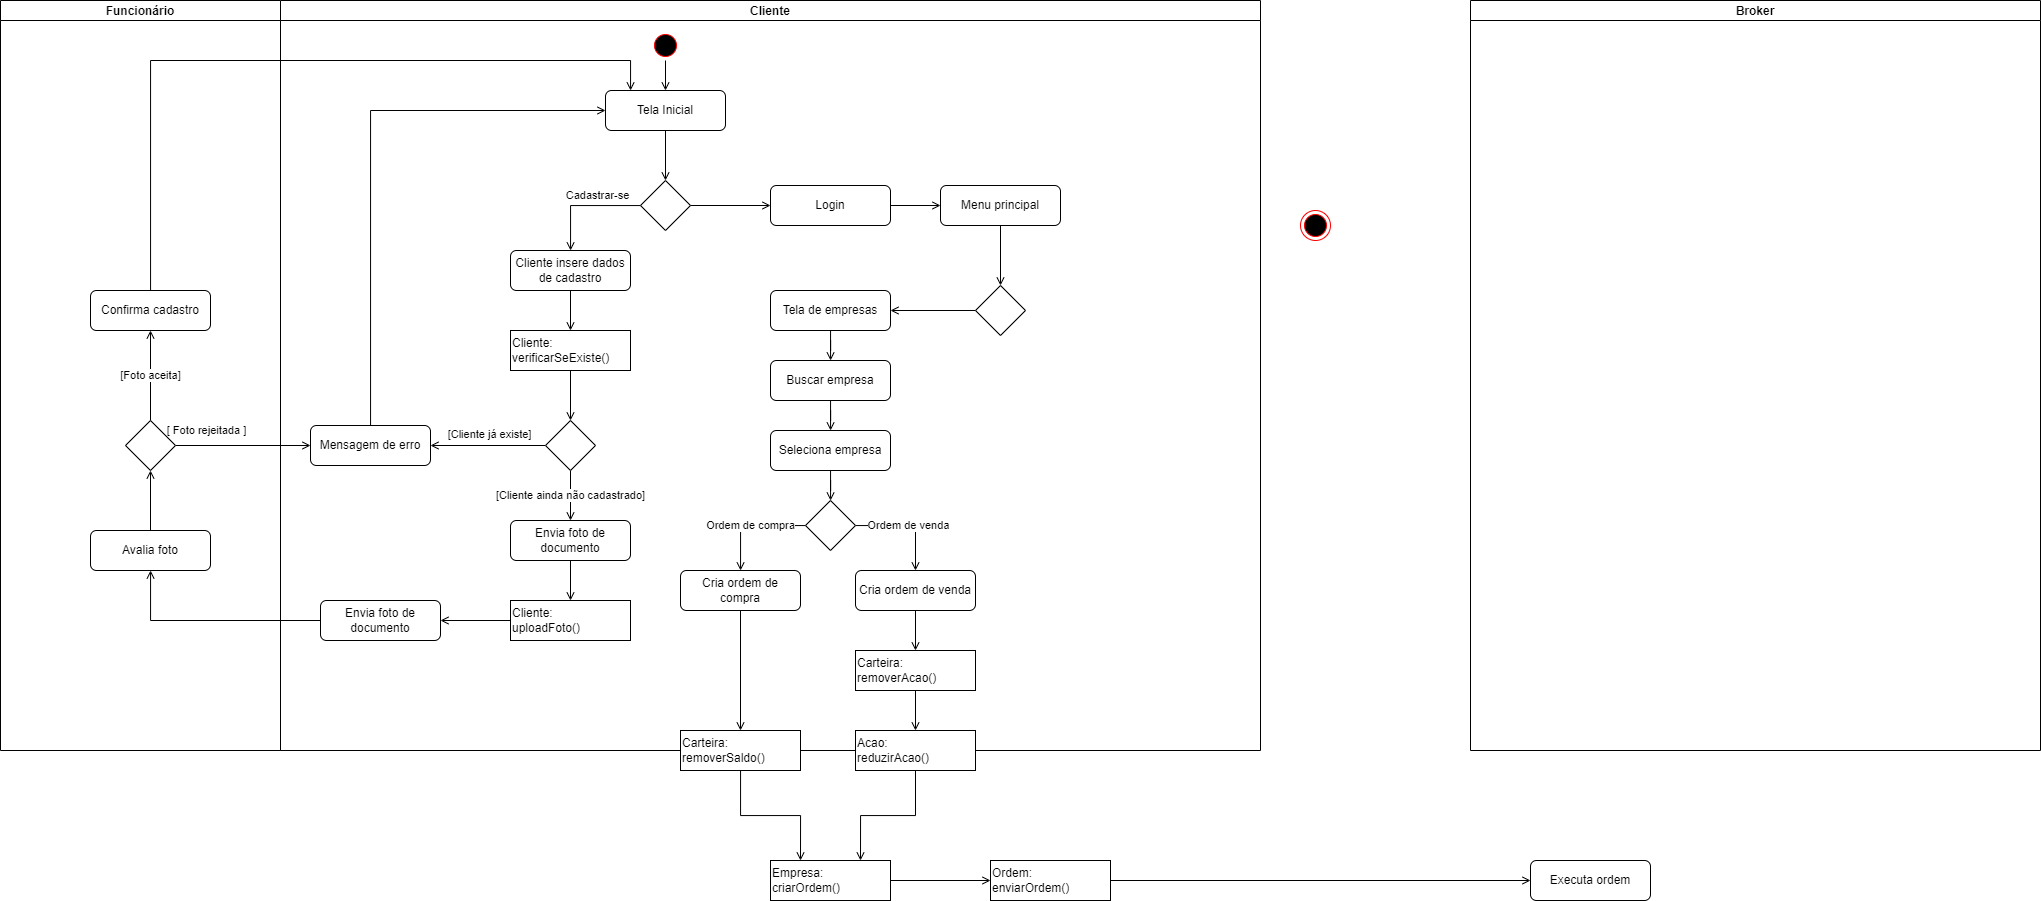 Funcionário
Cliente
Broker
Tela Inicial
Cadastrar-se
Login
Menu principal
Cliente insere dados
de cadastro
Confirma cadastro
Tela de empresas
Cliente:
verificarSeExiste()
[Foto aceita]
Buscar empresa
[ Foto rejeitada ]
Mensagem de erro
[Cliente já existe]
Seleciona empresa
[Cliente ainda não cadastrado]
Ordem de compra
Ordem de venda
Avalia foto
Envia foto de
documento
Cria ordem de
compra
Cria ordem de venda
Envia foto de
documento
Cliente:
uploadFoto()
Carteira:
removerAcao()
Carteira:
removerSaldo()
Acao:
reduzirAcao()
Empresa:
criarOrdem()
Ordem:
enviarOrdem()
Executa ordem